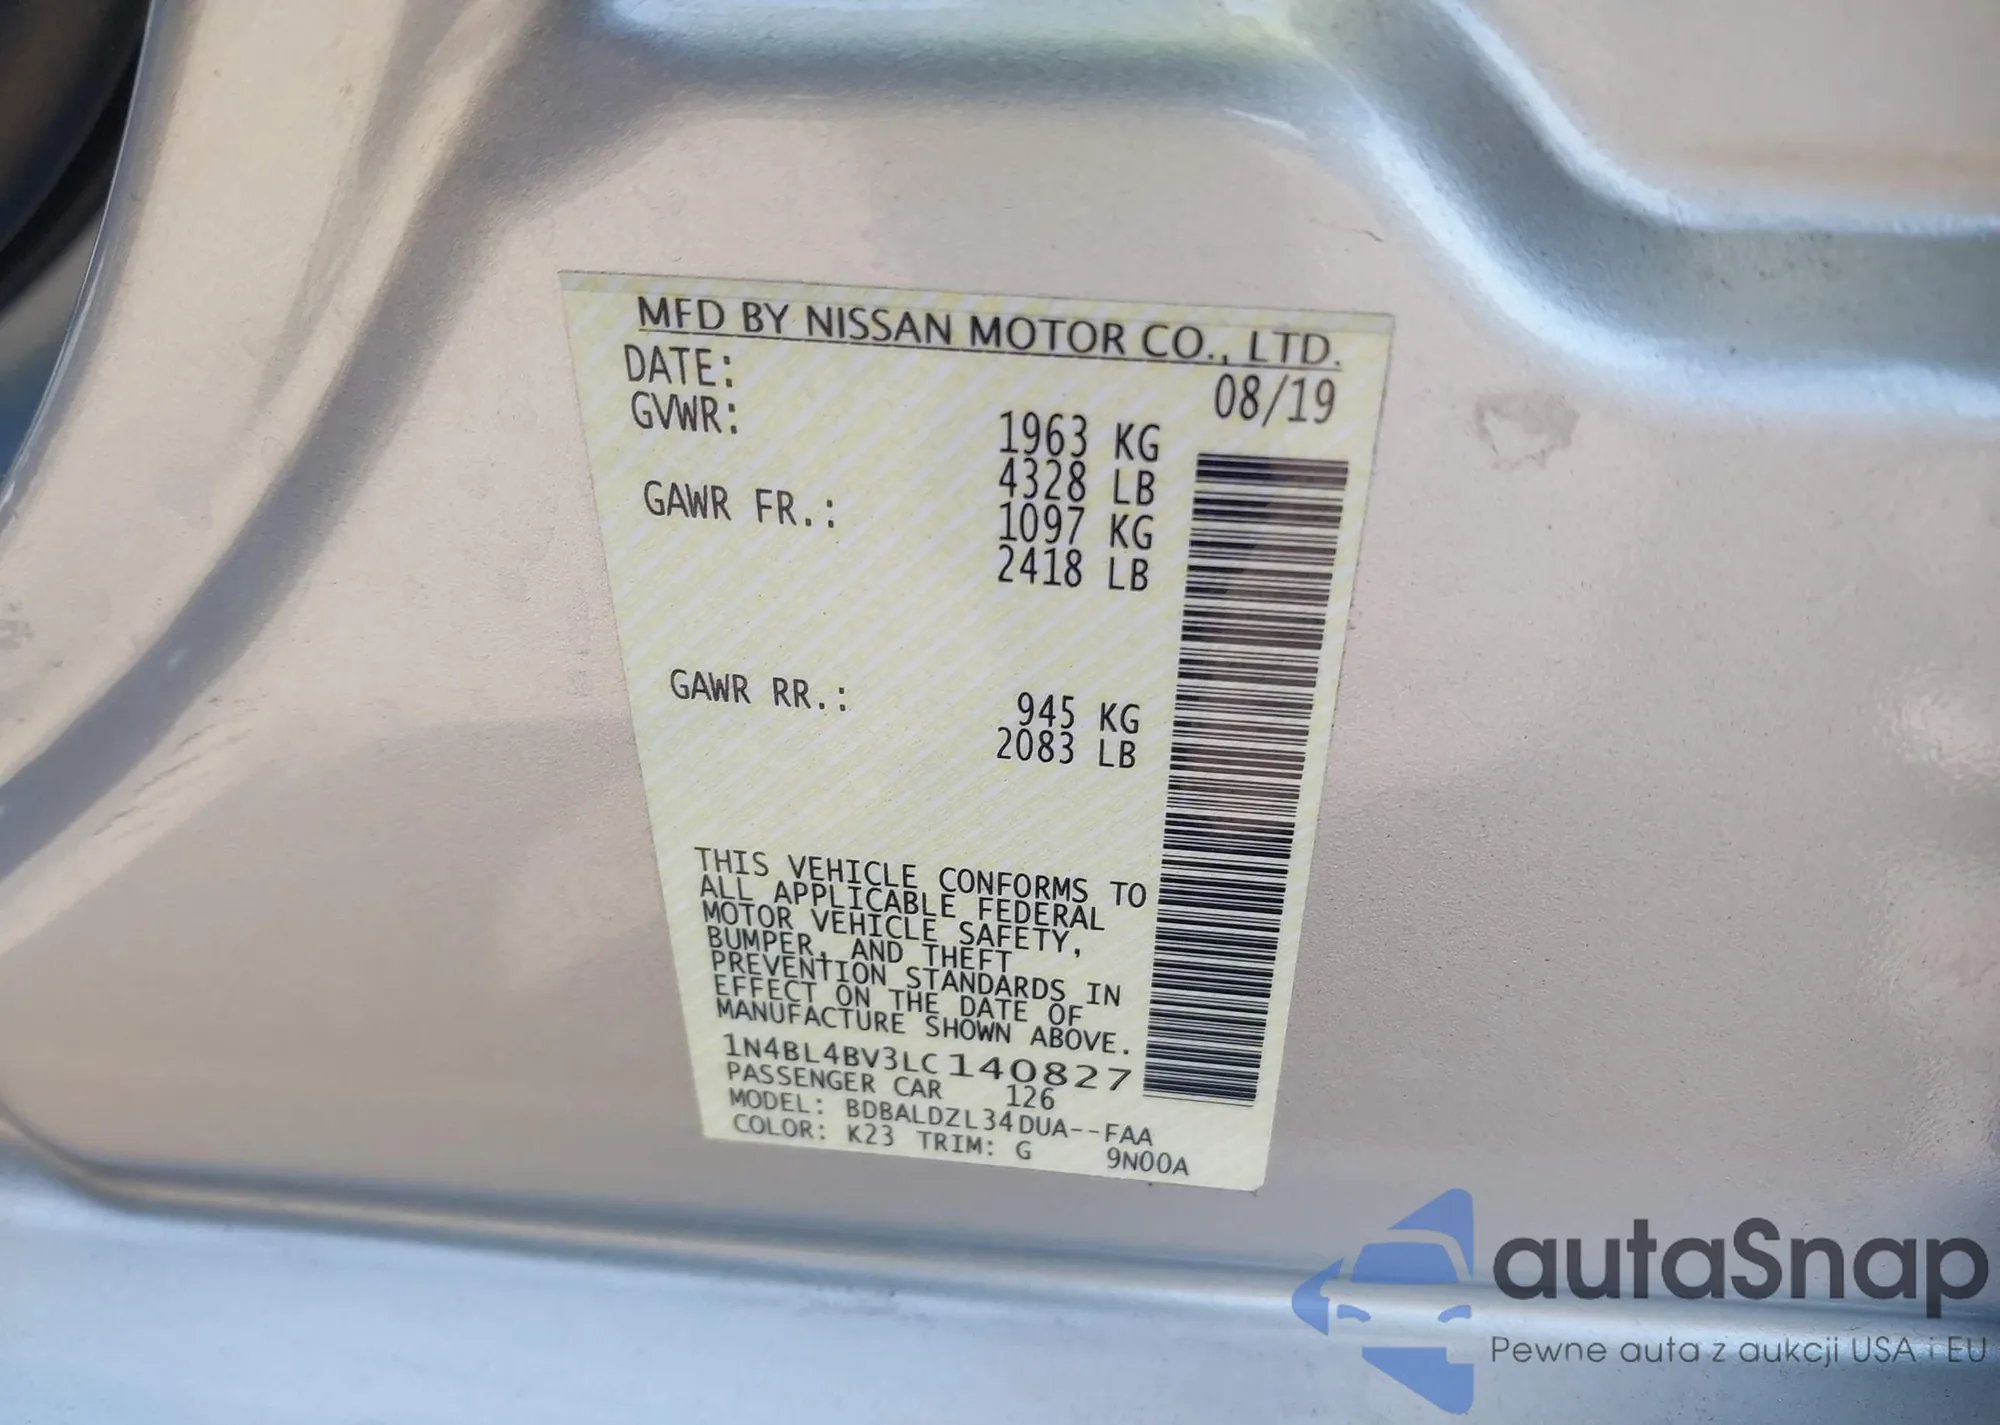 MFD BY NISSAN MOTOR CO., LTD.
DATE: 08/19
GVWR: 1963 KG
4328 LB
GAWR FR.: 1097 KG
2418 LB
GAWR RR.: 945 KG
2083 LB
THIS VEHICLE CONFORMS TO
ALL APPLICABLE FEDERAL
MOTOR VEHICLE SAFETY,
BUMPER, AND THEFT
PREVENTION STANDARDS IN
EFFECT ON THE DATE OF
MANUFACTURE SHOWN ABOVE.
1N4BL4BV3LC140827
PASSENGER CAR 126
MODEL: BDBALDZL34DUA--FAA
COLOR: K23 TRIM: G 9N00A
autaSnap
Pewne auta z aukcji USA i EU